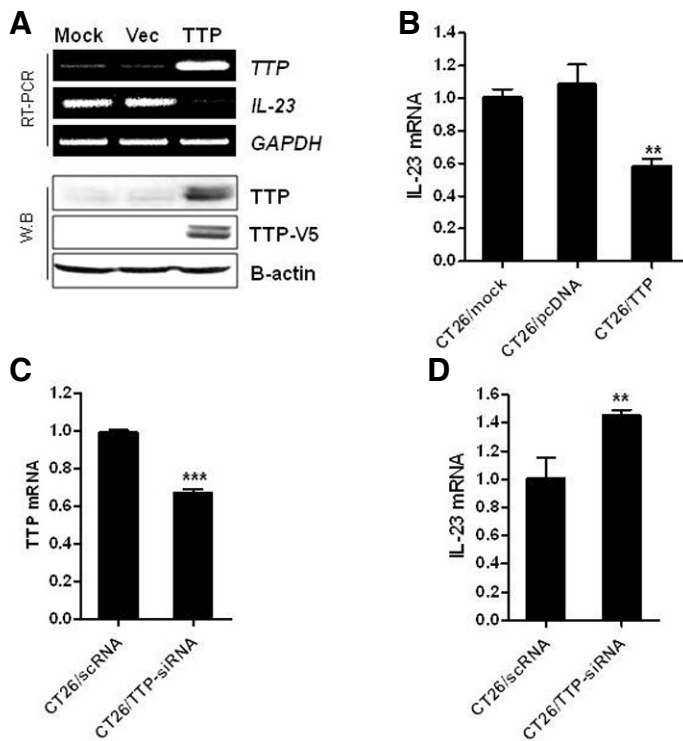 A
Mock Vec TTP
RT-PCR
TTP
IL-23
GAPDH
W.B
TTP
TTP-V5
B-actin
B
IL-23 mRNA
1.4
1.2
1.0
0.8
0.6
0.4
0.2
0.0
**
CT26/mock
CT26/pcDNA
CT26/TTP
C
TTP mRNA
1.2
1.0
0.8
0.6
0.4
0.2
0.0
***
CT26/scRNA
CT26/TTP-siRNA
D
IL-23 mRNA
1.6
1.4
1.2
1.0
0.8
0.6
0.4
0.2
0.0
**
CT26/scRNA
CT26/TTP-siRNA